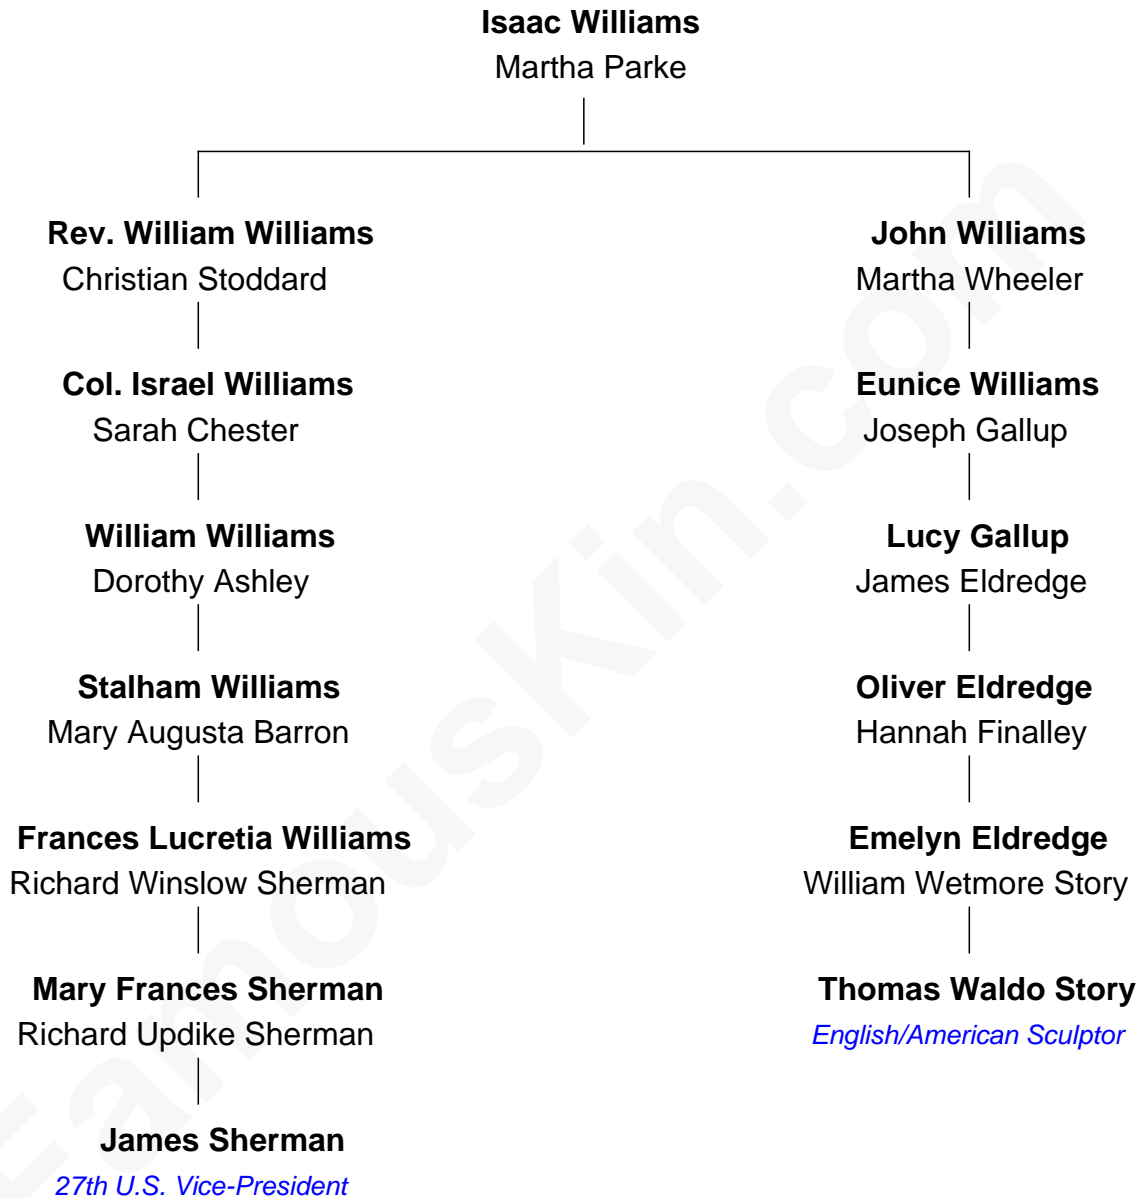 Isaac Williams
Martha Parke
Rev. William Williams
Christian Stoddard
John Williams
Martha Wheeler
Col. Israel Williams
Sarah Chester
Eunice Williams
Joseph Gallup
William Williams
Dorothy Ashley
Lucy Gallup
James Eldredge
Stalham Williams
Mary Augusta Barron
Oliver Eldredge
Hannah Finalley
Frances Lucretia Williams
Richard Winslow Sherman
Emelyn Eldredge
William Wetmore Story
Mary Frances Sherman
Richard Updike Sherman
Thomas Waldo Story
English/American Sculptor
James Sherman
27th U.S. Vice-President
FamousKin.com